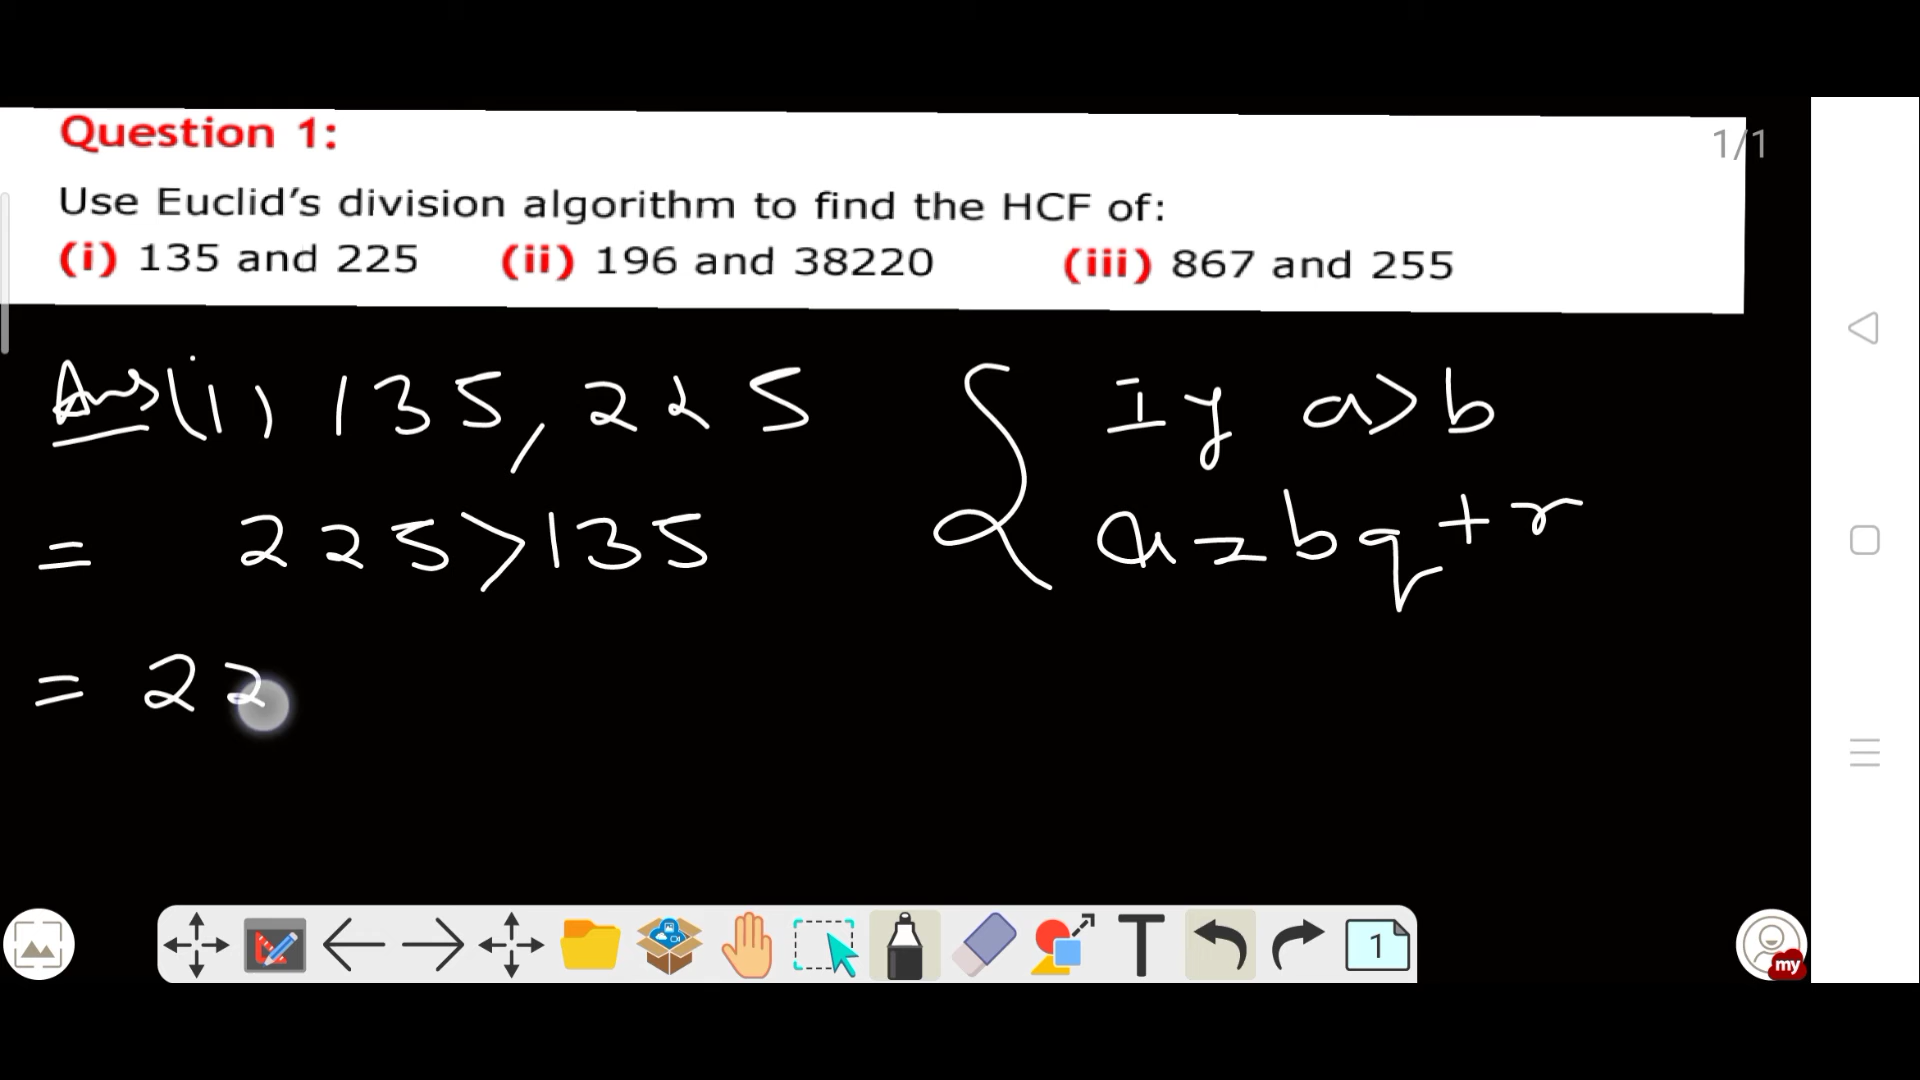 Question 1:
1/1
Use Euclid's division algorithm to find the HCF of:
(i) 135 and 225 (ii) 196 and 38220 (iii) 867 and 255
Ans (i) 135, 225 { If a>b
= 225>135 a=bq+r
= 22
T 1 my